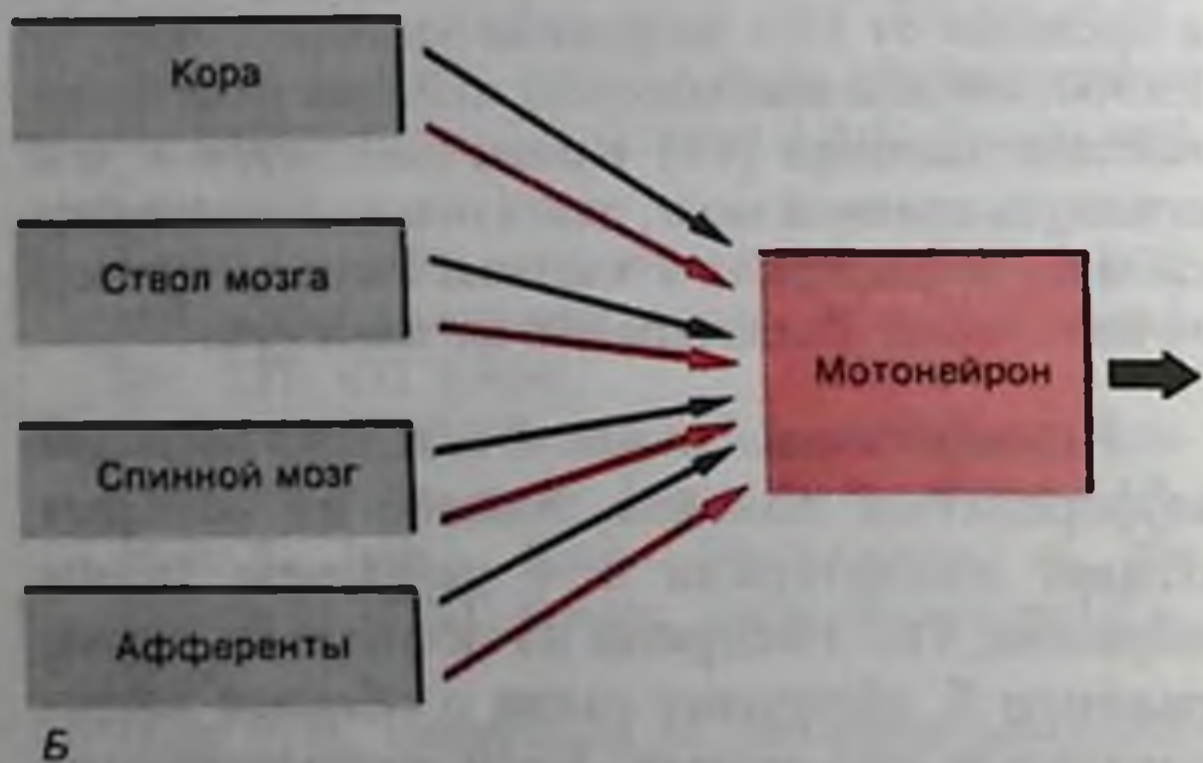 Кора
Ствол мозга
Спинной мозг
Афференты
Мотонейрон
Б